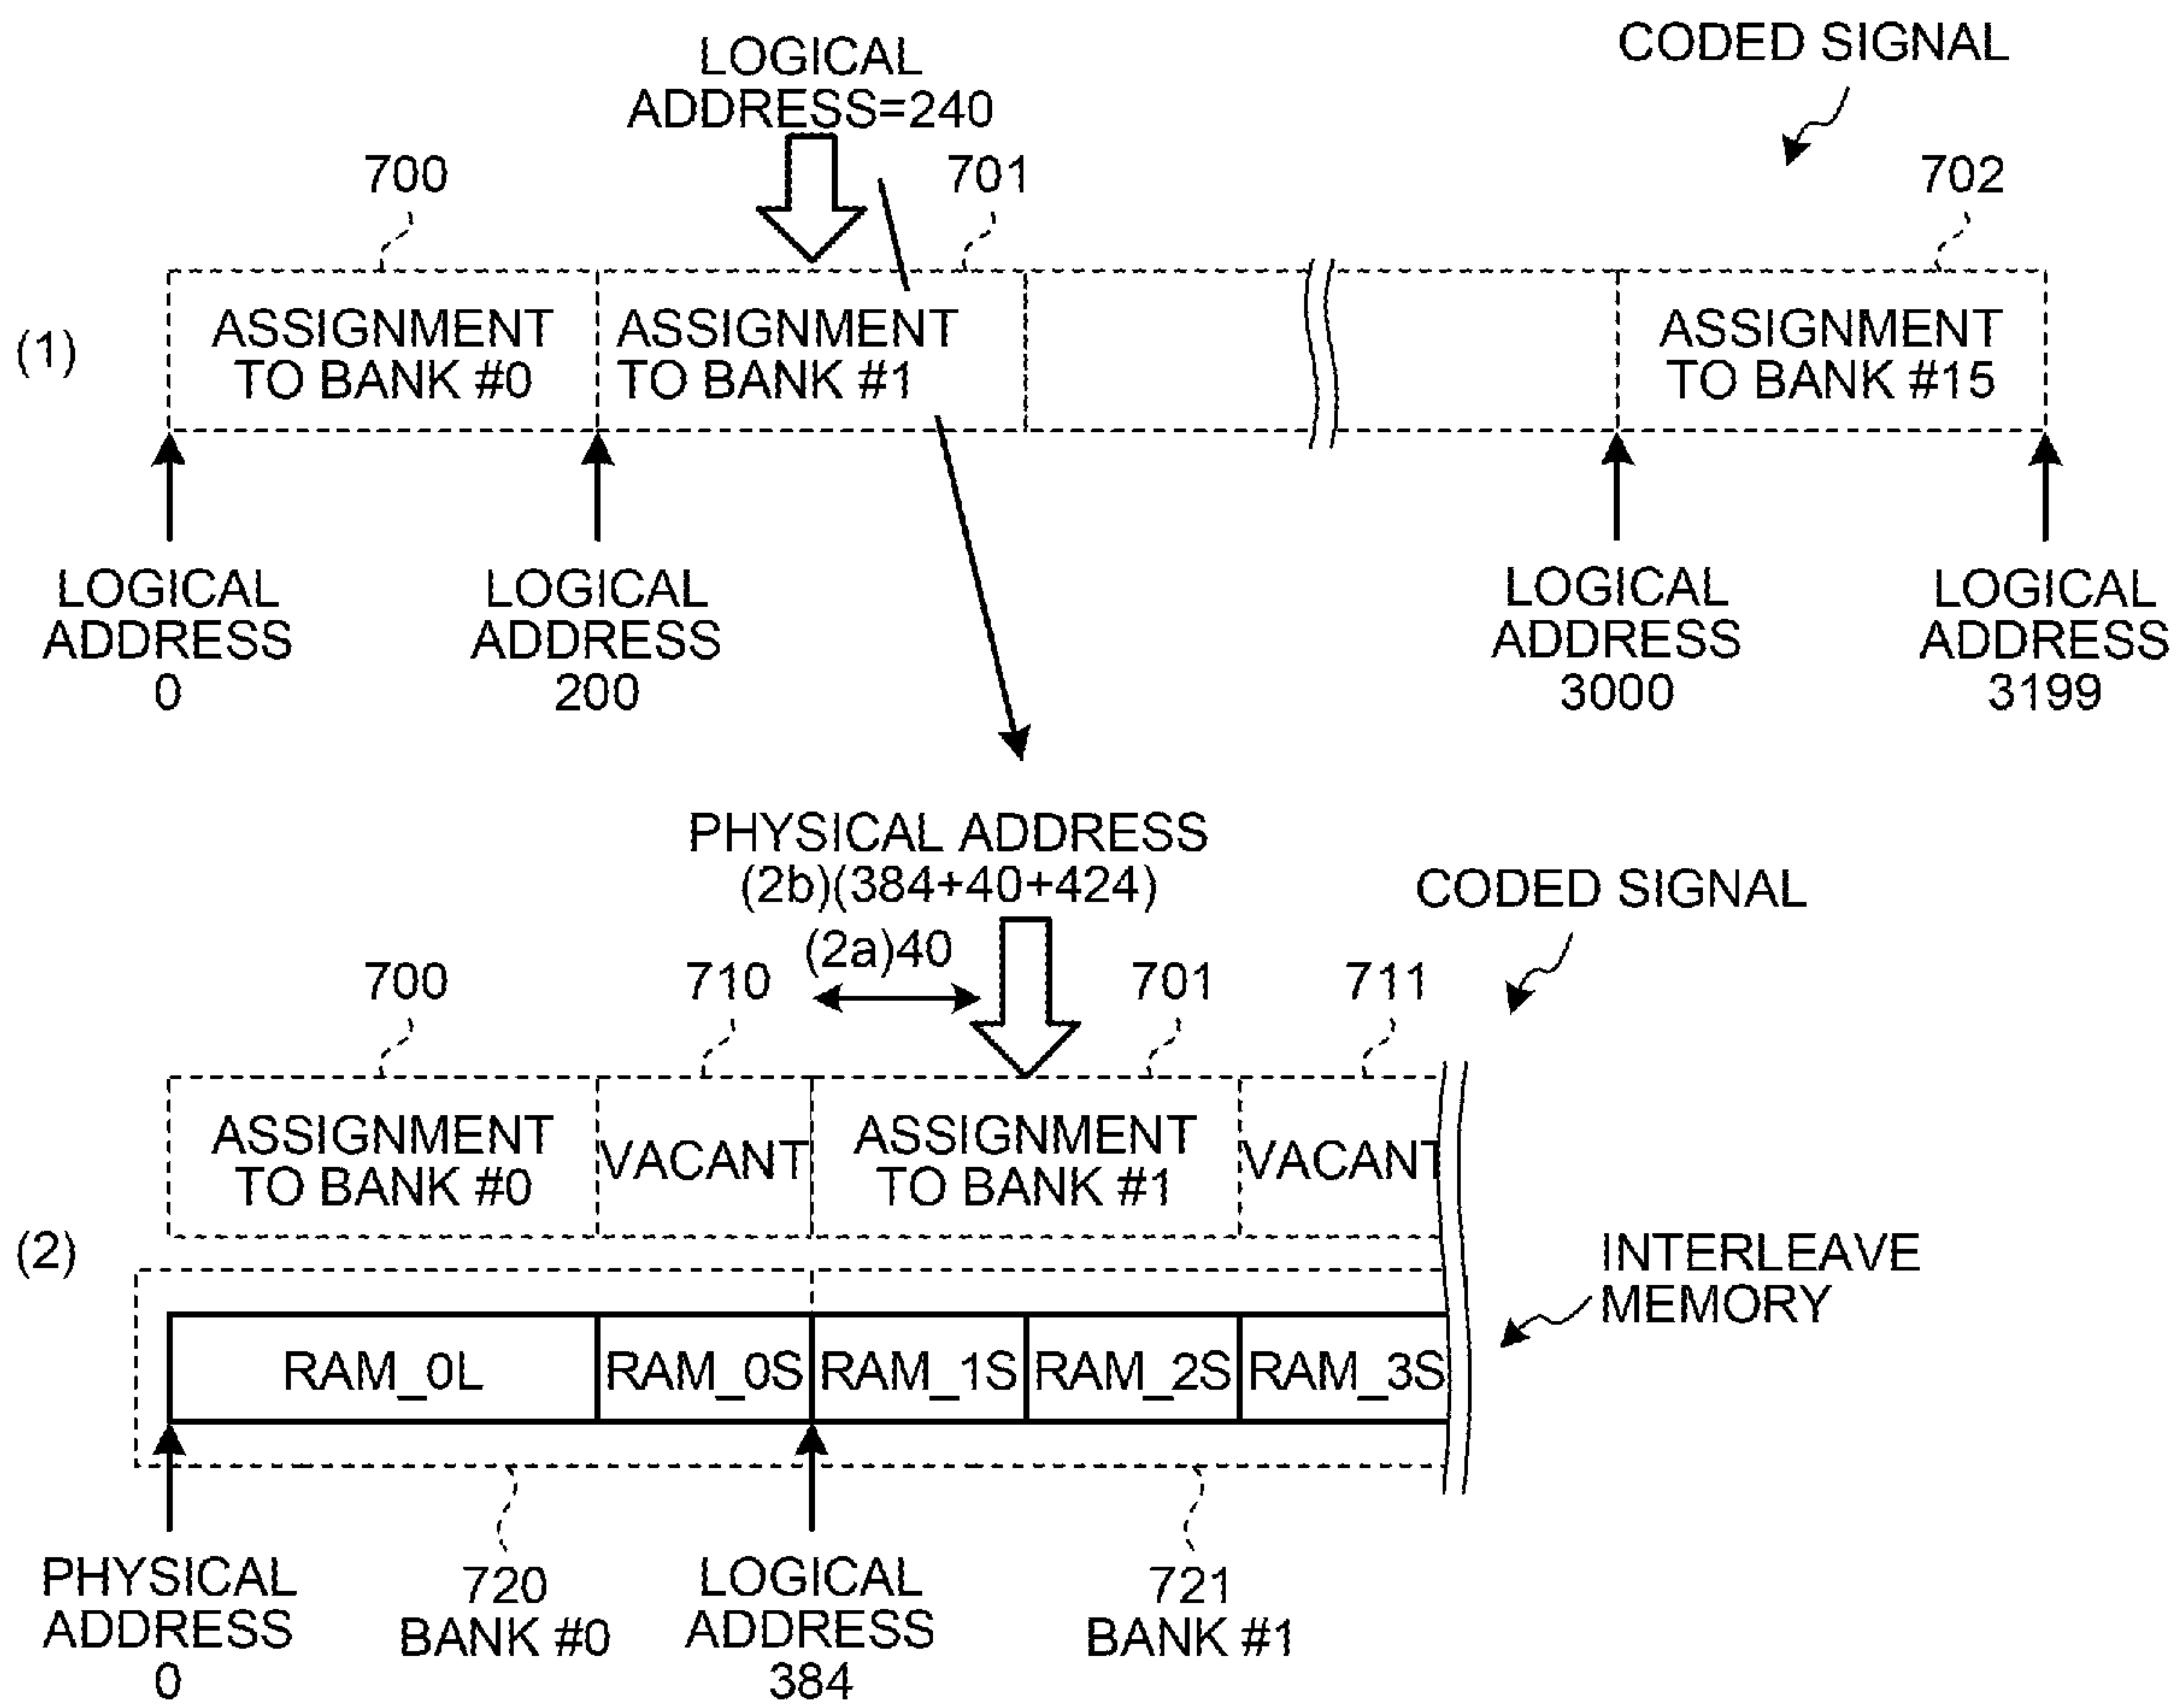 CODED SIGNAL
LOGICAL
ADDRESS=240
700
701
702
(1)
ASSIGNMENT
TO BANK #0
ASSIGNMENT
TO BANK #1
ASSIGNMENT
TO BANK #15
LOGICAL
ADDRESS
0
LOGICAL
ADDRESS
200
LOGICAL
ADDRESS
3000
LOGICAL
ADDRESS
3199
PHYSICAL ADDRESS
(2b)(384+40+424)
(2a)40
CODED SIGNAL
700
710
701
711
ASSIGNMENT
TO BANK #0
VACANT
ASSIGNMENT
TO BANK #1
VACANT
(2)
INTERLEAVE
MEMORY
RAM_0L
RAM_0S
RAM_1S
RAM_2S
RAM_3S
PHYSICAL
ADDRESS
0
720
BANK #0
LOGICAL
ADDRESS
384
721
BANK #1